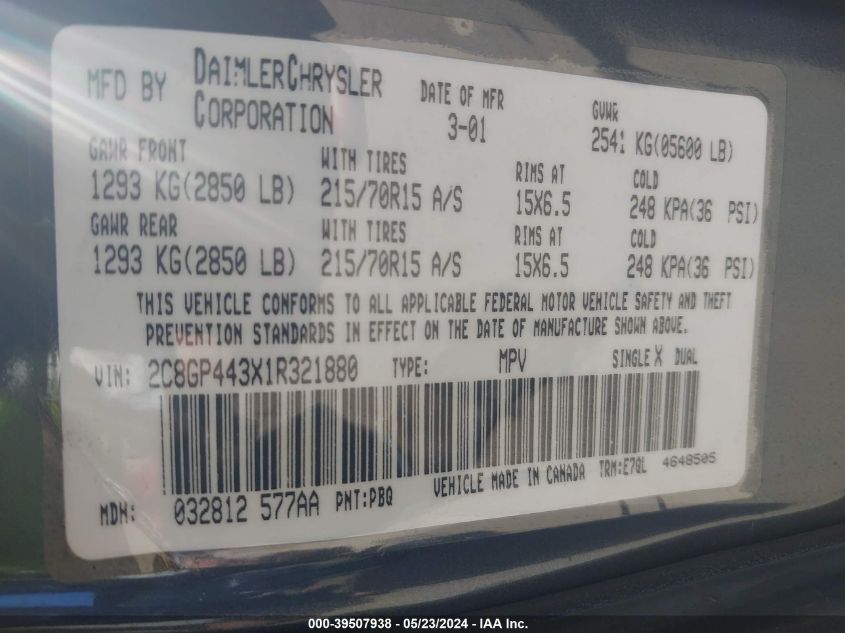 MFD BY DAIMLERCHRYSLER CORPORATION
DATE OF MFR 3-01
GVWR 2541 KG(05600 LB)
GAWR FRONT WITH TIRES RIMS AT COLD
1293 KG(2850 LB) 215/70R15 A/S 15X6.5 248 KPA(36 PSI)
GAWR REAR WITH TIRES RIMS AT COLD
1293 KG(2850 LB) 215/70R15 A/S 15X6.5 248 KPA(36 PSI)
THIS VEHICLE CONFORMS TO ALL APPLICABLE FEDERAL MOTOR VEHICLE SAFETY AND THEFT
PREVENTION STANDARDS IN EFFECT ON THE DATE OF MANUFACTURE SHOWN ABOVE.
VIN: 2C8GP443X1R321880 TYPE: MPV SINGLE X DUAL
MDH: 032812 577AA PNT:PBQ VEHICLE MADE IN CANADA TRM:E7QL 4648505
000-39507938 - 05/23/2024 - IAAI.com